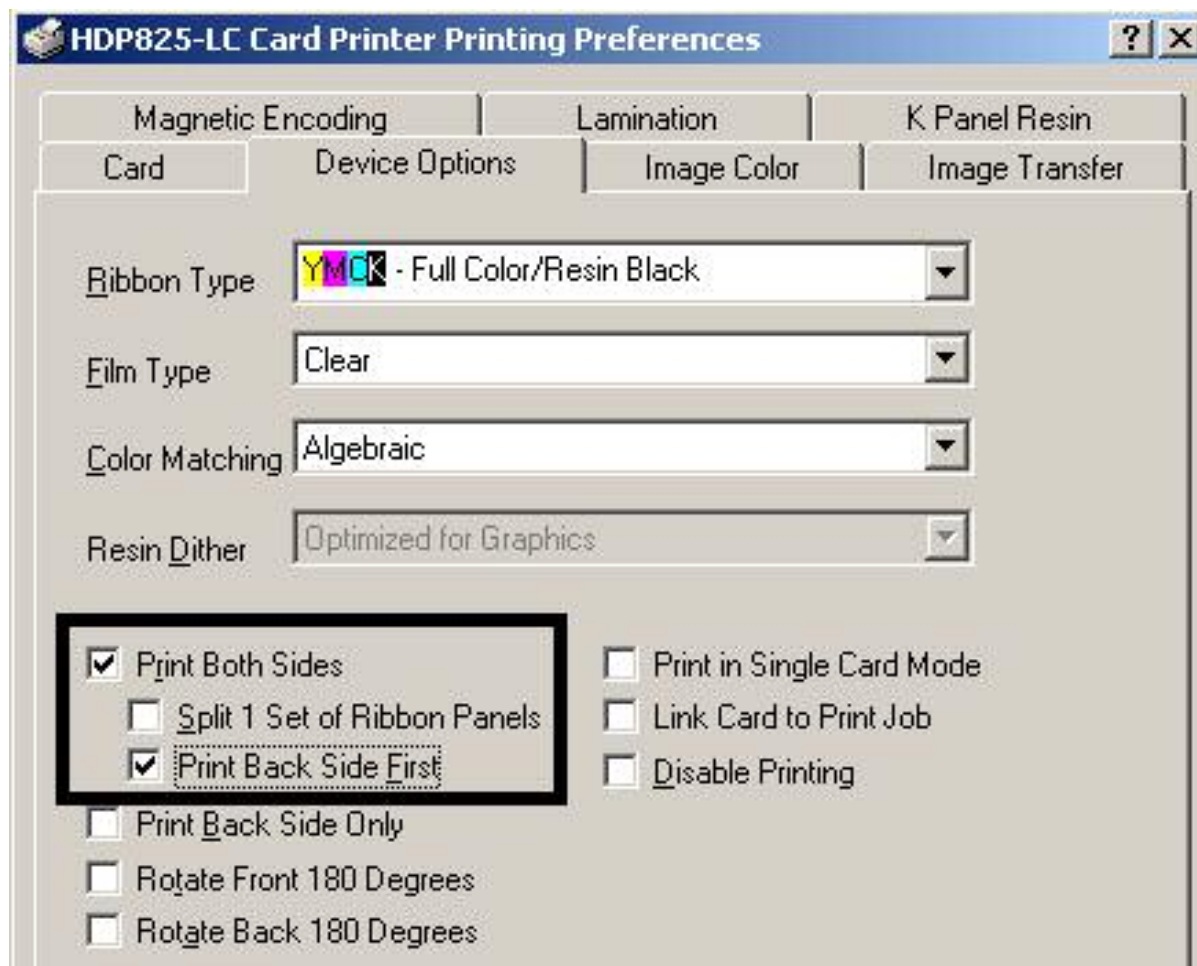 HDP825-LC Card Printer Printing Preferences
Magnetic Encoding Lamination K Panel Resin
Card Device Options Image Color Image Transfer
Ribbon Type YMCK - Full Color/Resin Black
Film Type Clear
Color Matching Algebraic
Resin Dither Optimized for Graphics
Print Both Sides Print in Single Card Mode
Split 1 Set of Ribbon Panels Link Card to Print Job
Print Back Side First Disable Printing
Print Back Side Only
Rotate Front 180 Degrees
Rotate Back 180 Degrees